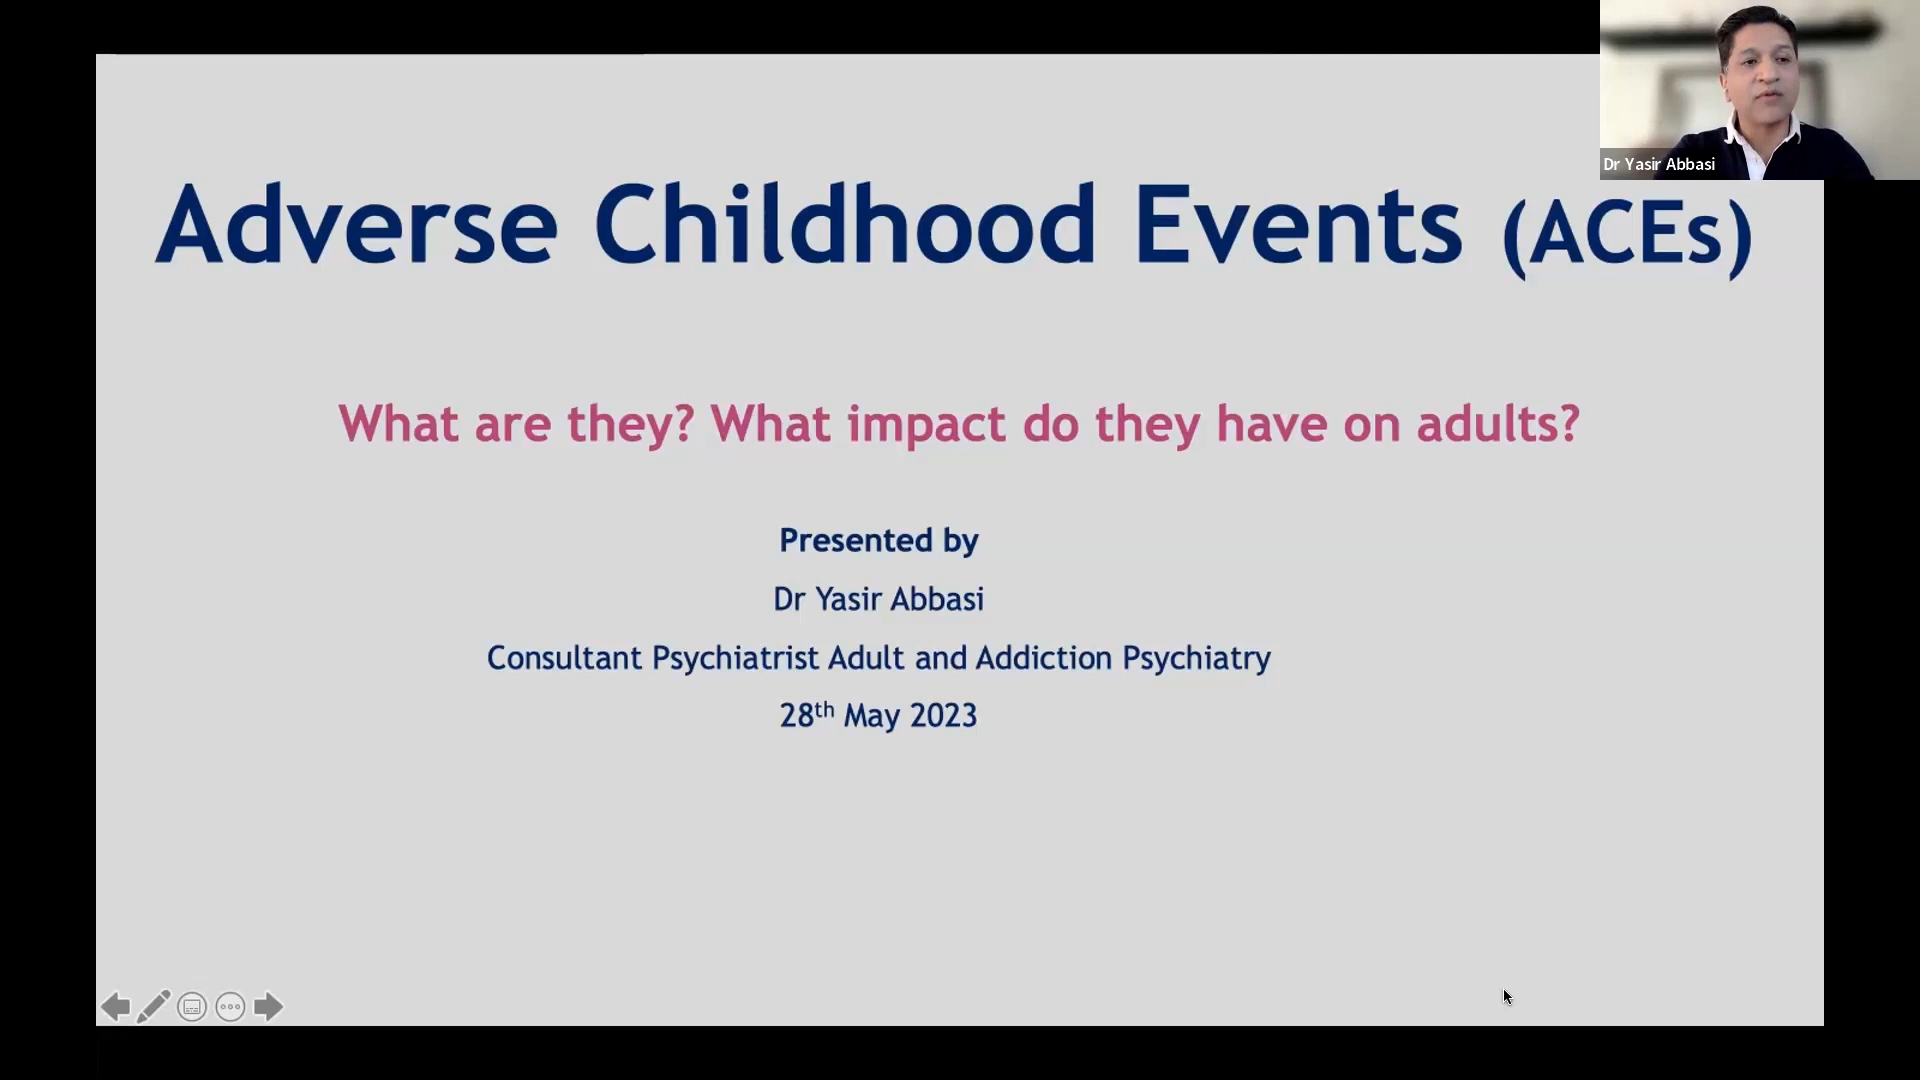 Dr Yasir Abbasi
Adverse Childhood Events (ACEs)
What are they? What impact do they have on adults?
Presented by
Dr Yasir Abbasi
Consultant Psychiatrist Adult and Addiction Psychiatry
28th May 2023